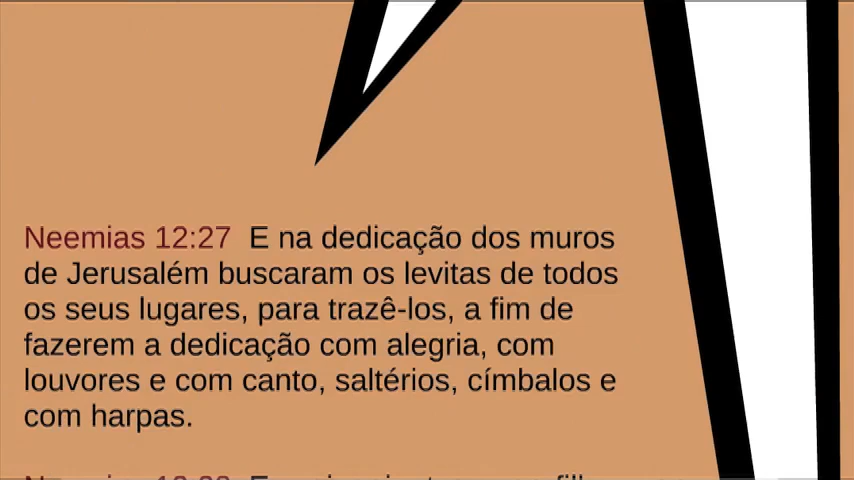 Neemias 12:27 E na dedicação dos muros
de Jerusalém buscaram os levitas de todos
os seus lugares, para trazê-los, a fim de
fazerem a dedicação com alegria, com
louvores e com canto, saltérios, címbalos e
com harpas.